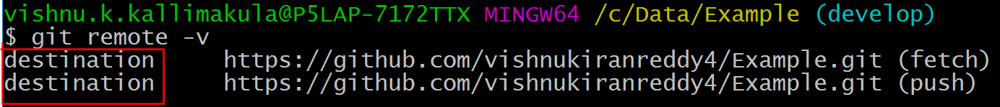 vishnu.k.kallimakula@P5LAP-7172TTX MINGW64 /c/Data/Example (develop)
$ git remote -v
destination     https://github.com/vishnukiranreddy4/Example.git (fetch)
destination     https://github.com/vishnukiranreddy4/Example.git (push)